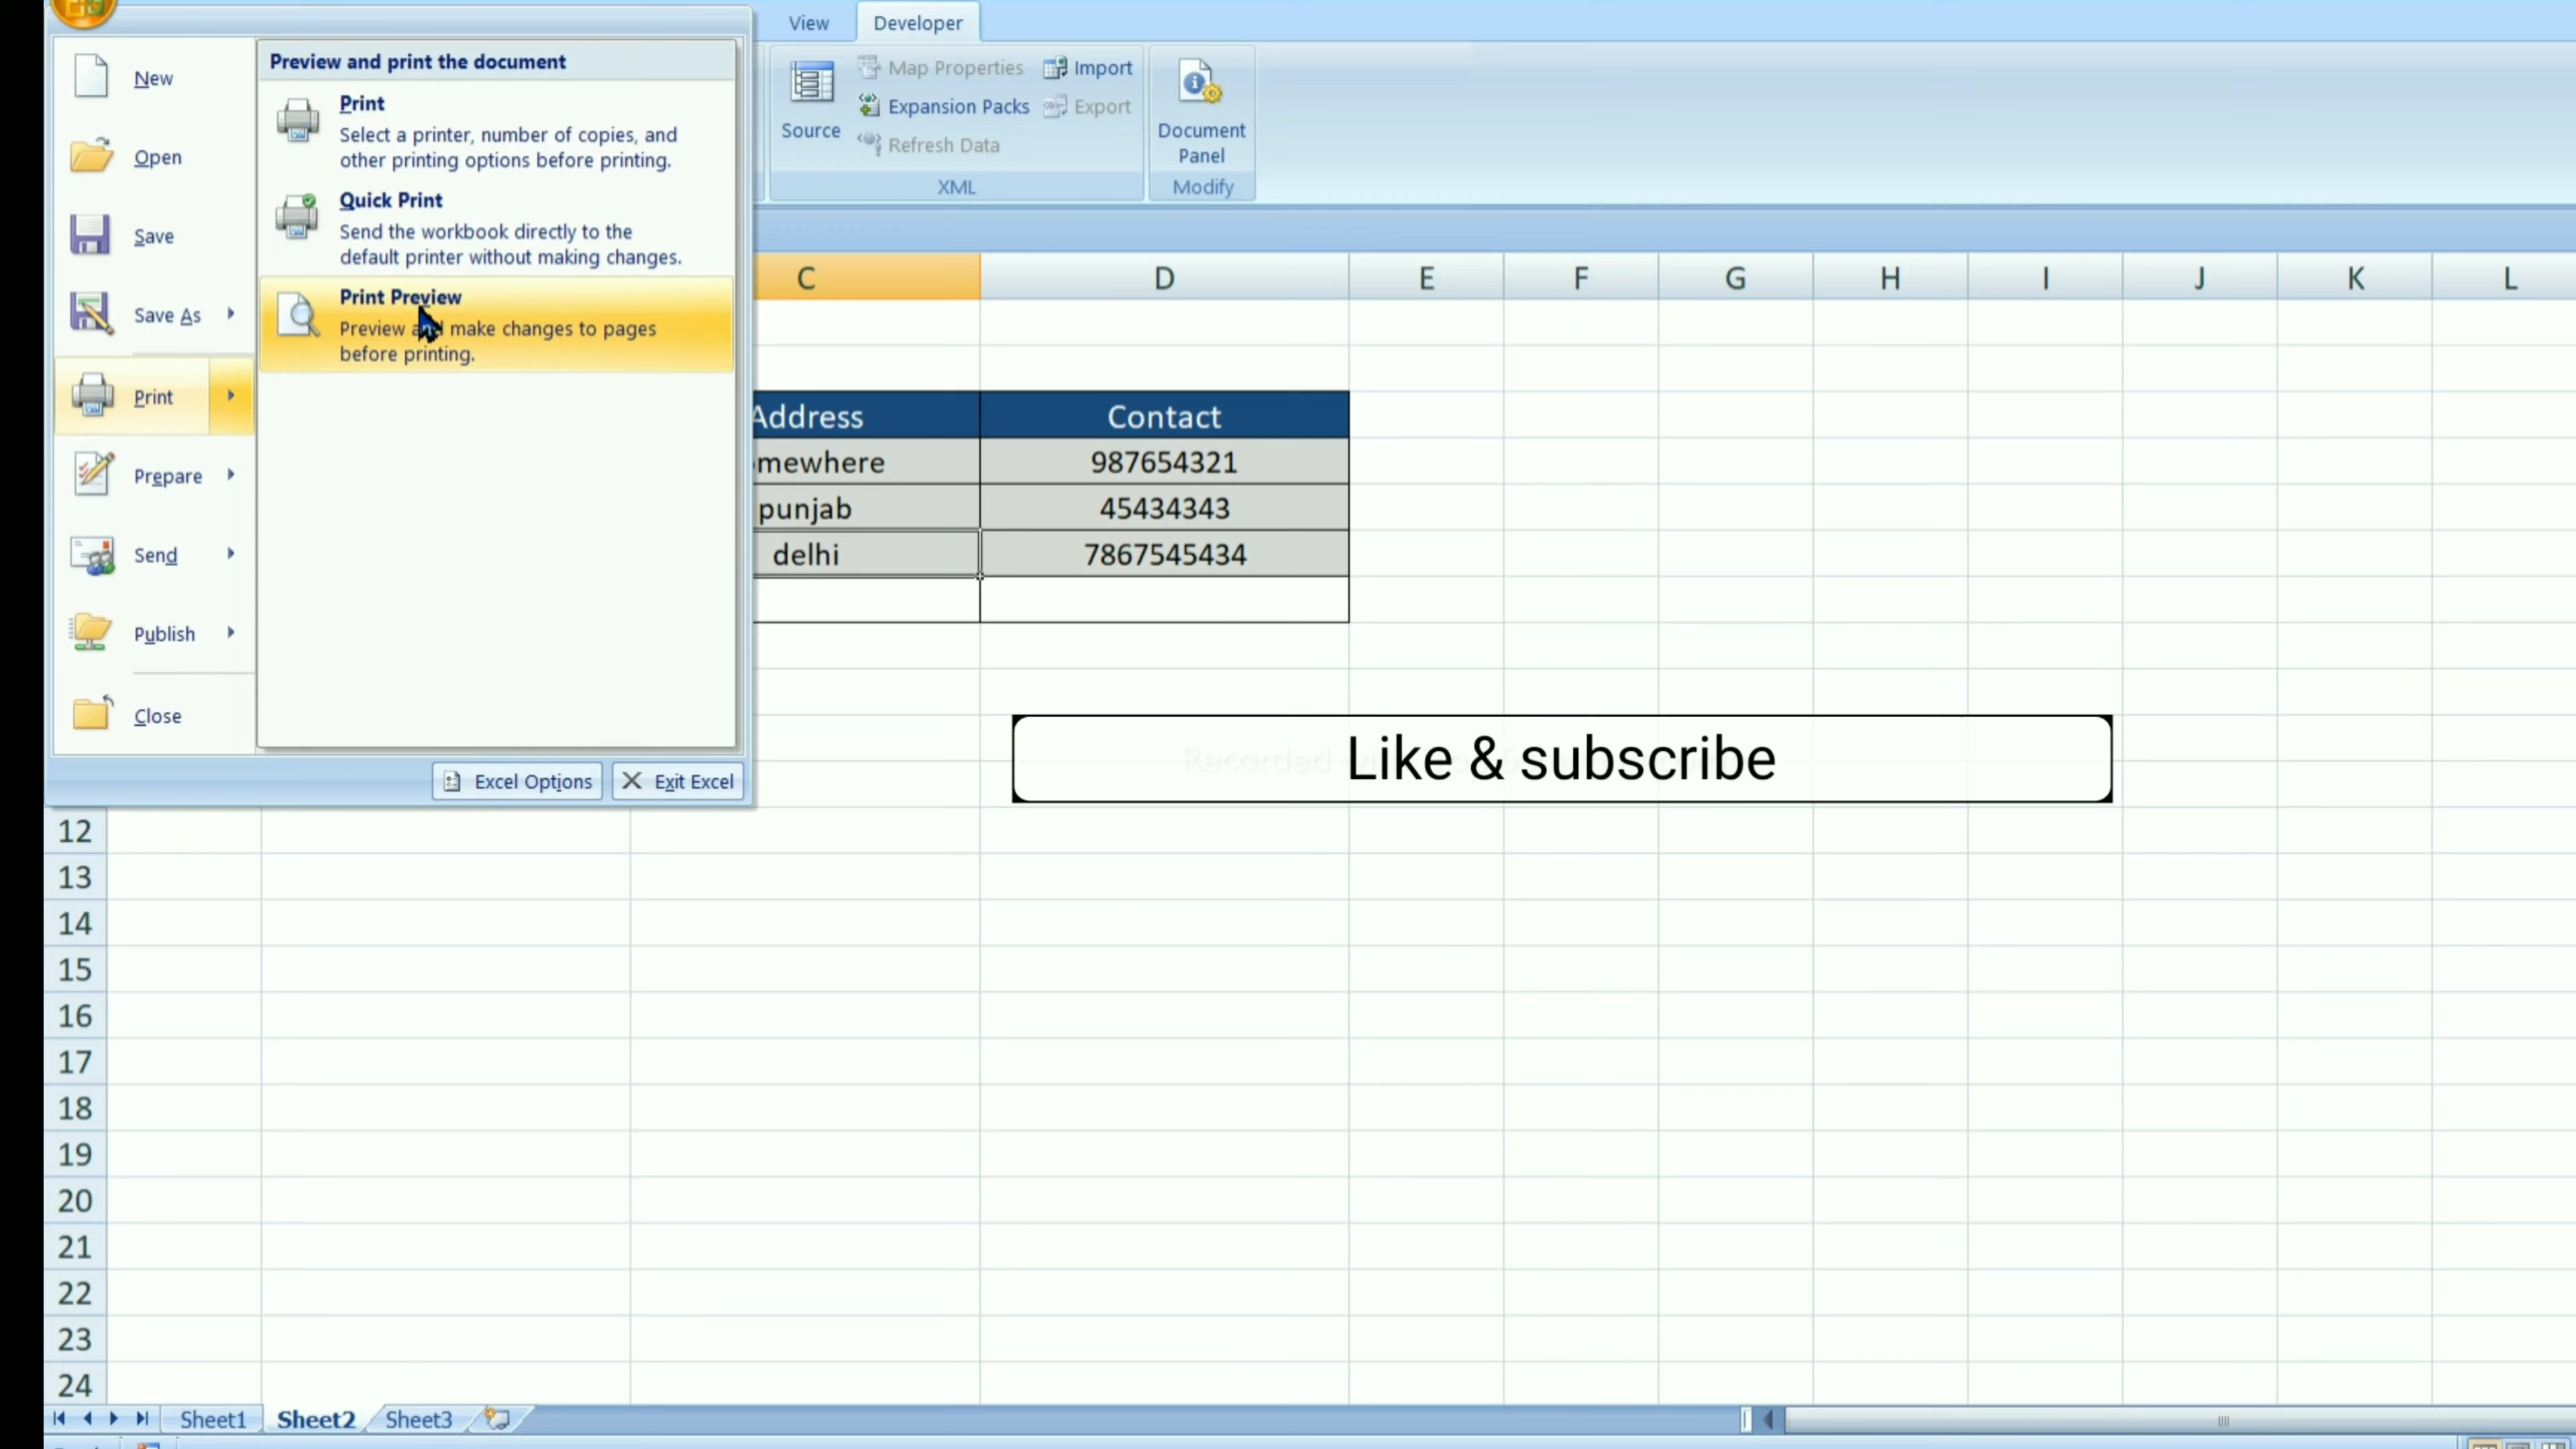 View
Developer
New
Open
Save
Save As
Print
Prepare
Send
Publish
Close
Preview and print the document
Print
Select a printer, number of copies, and
other printing options before printing.
Quick Print
Send the workbook directly to the
default printer without making changes.
Print Preview
Preview and make changes to pages
before printing.
Excel Options
Exit Excel
Source
Map Properties
Expansion Packs
Refresh Data
Import
Export
XML
Document
Panel
Modify
C D E F G H I J K L
Address Contact
mewhere 987654321
punjab 45434343
delhi 7867545434
Recorded
Like & subscribe
12
13
14
15
16
17
18
19
20
21
22
23
24
Sheet1 Sheet2 Sheet3